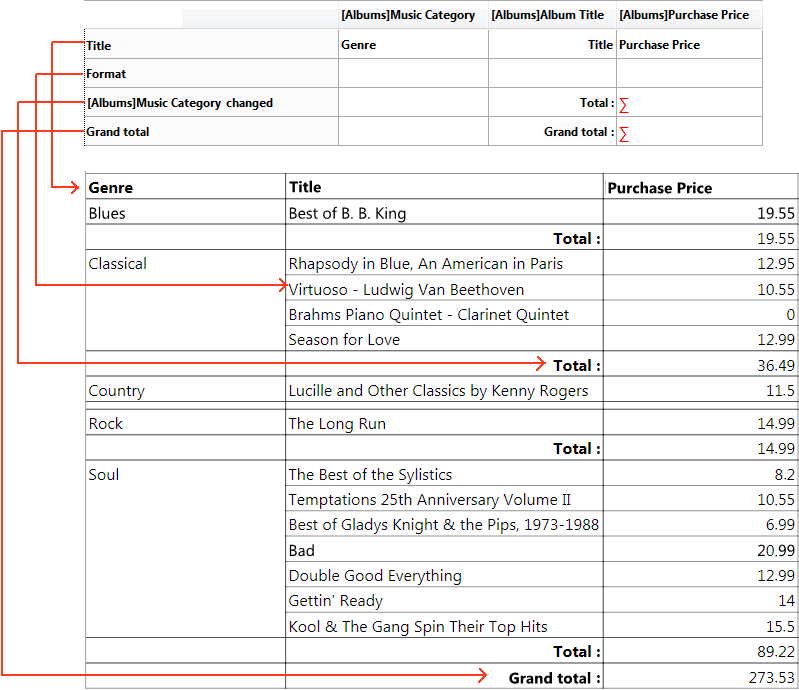 [Albums]Music Category [Albums]Album Title [Albums]Purchase Price
Title Genre Title Purchase Price
Format
[Albums]Music Category changed Total : ∑
Grand total Grand total : ∑
Genre Title Purchase Price
Blues Best of B. B. King 19.55
Total : 19.55
Classical Rhapsody in Blue, An American in Paris 12.95
Virtuoso - Ludwig Van Beethoven 10.55
Brahms Piano Quintet - Clarinet Quintet 0
Season for Love 12.99
Total : 36.49
Country Lucille and Other Classics by Kenny Rogers 11.5
Rock The Long Run 14.99
Total : 14.99
Soul The Best of the Sylistics 8.2
Temptations 25th Anniversary Volume II 10.55
Best of Gladys Knight & the Pips, 1973-1988 6.99
Bad 20.99
Double Good Everything 12.99
Gettin' Ready 14
Kool & The Gang Spin Their Top Hits 15.5
Total : 89.22
Grand total : 273.53